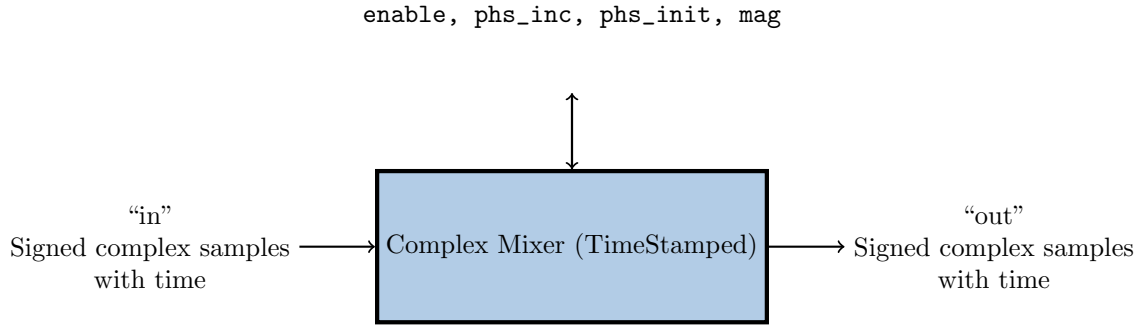 enable, phs_inc, phs_init, mag
“in”
Signed complex samples
with time
Complex Mixer (TimeStamped)
“out”
Signed complex samples
with time